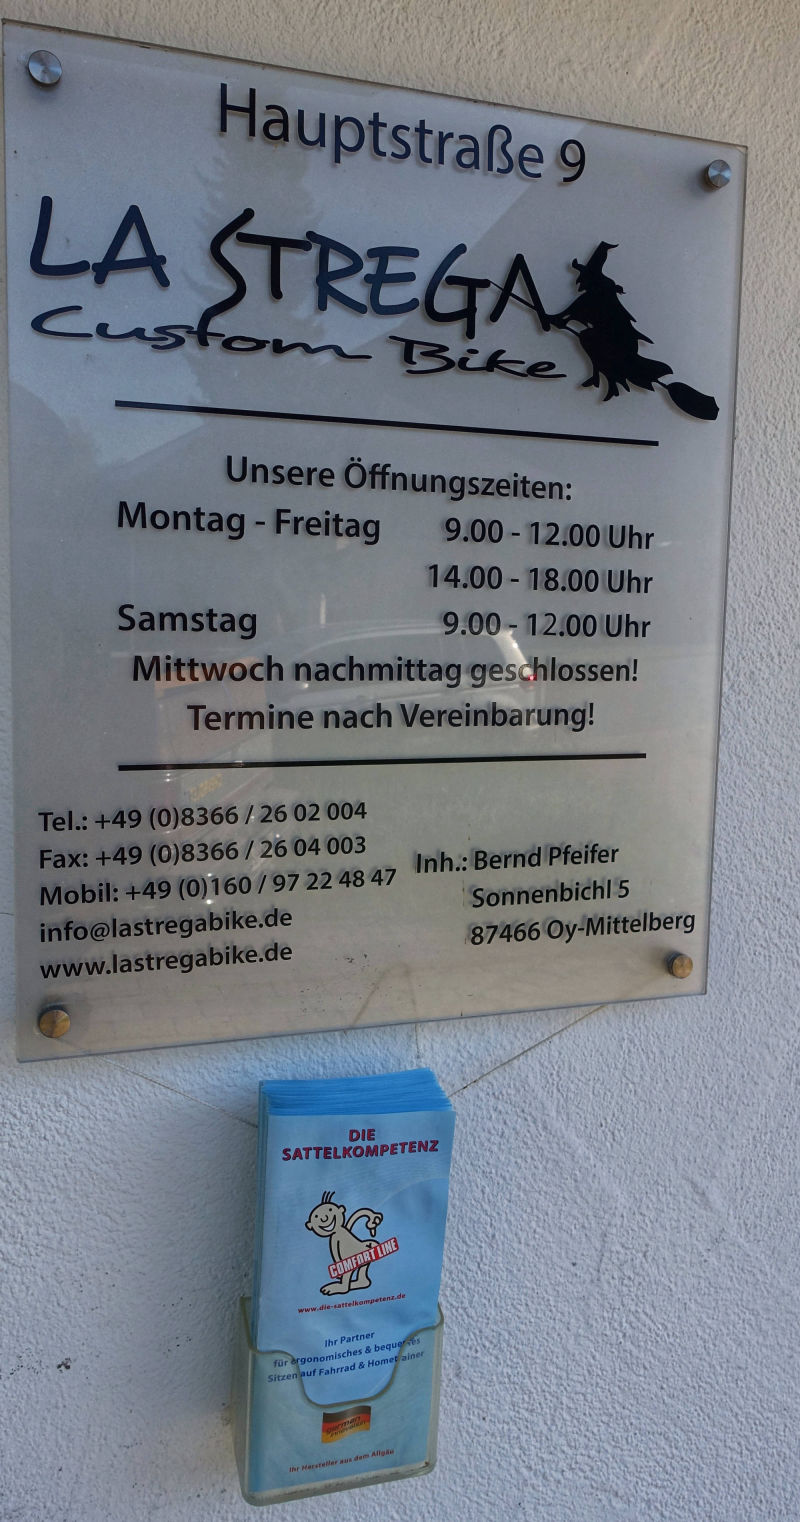 Hauptstraße 9
LA STREGA
Custom Bike
Unsere Öffnungszeiten:
Montag - Freitag 9.00 - 12.00 Uhr
14.00 - 18.00 Uhr
Samstag 9.00 - 12.00 Uhr
Mittwoch nachmittag geschlossen!
Termine nach Vereinbarung!
Tel.: +49 (0)8366 / 26 02 004
Fax: +49 (0)8366 / 26 04 003
Mobil: +49 (0)160 / 97 22 48 47
info@lastregabike.de
www.lastregabike.de
Inh.: Bernd Pfeifer
Sonnenbichl 5
87466 Oy-Mittelberg
DIE
SATTELKOMPETENZ
COMFORT LINE
www.die-sattelkompetenz.de
Ihr Partner
für ergonomisches & bequemes
Sitzen auf Fahrrad & Hometrainer
german
innovation
Ihr Hersteller aus dem Allgäu